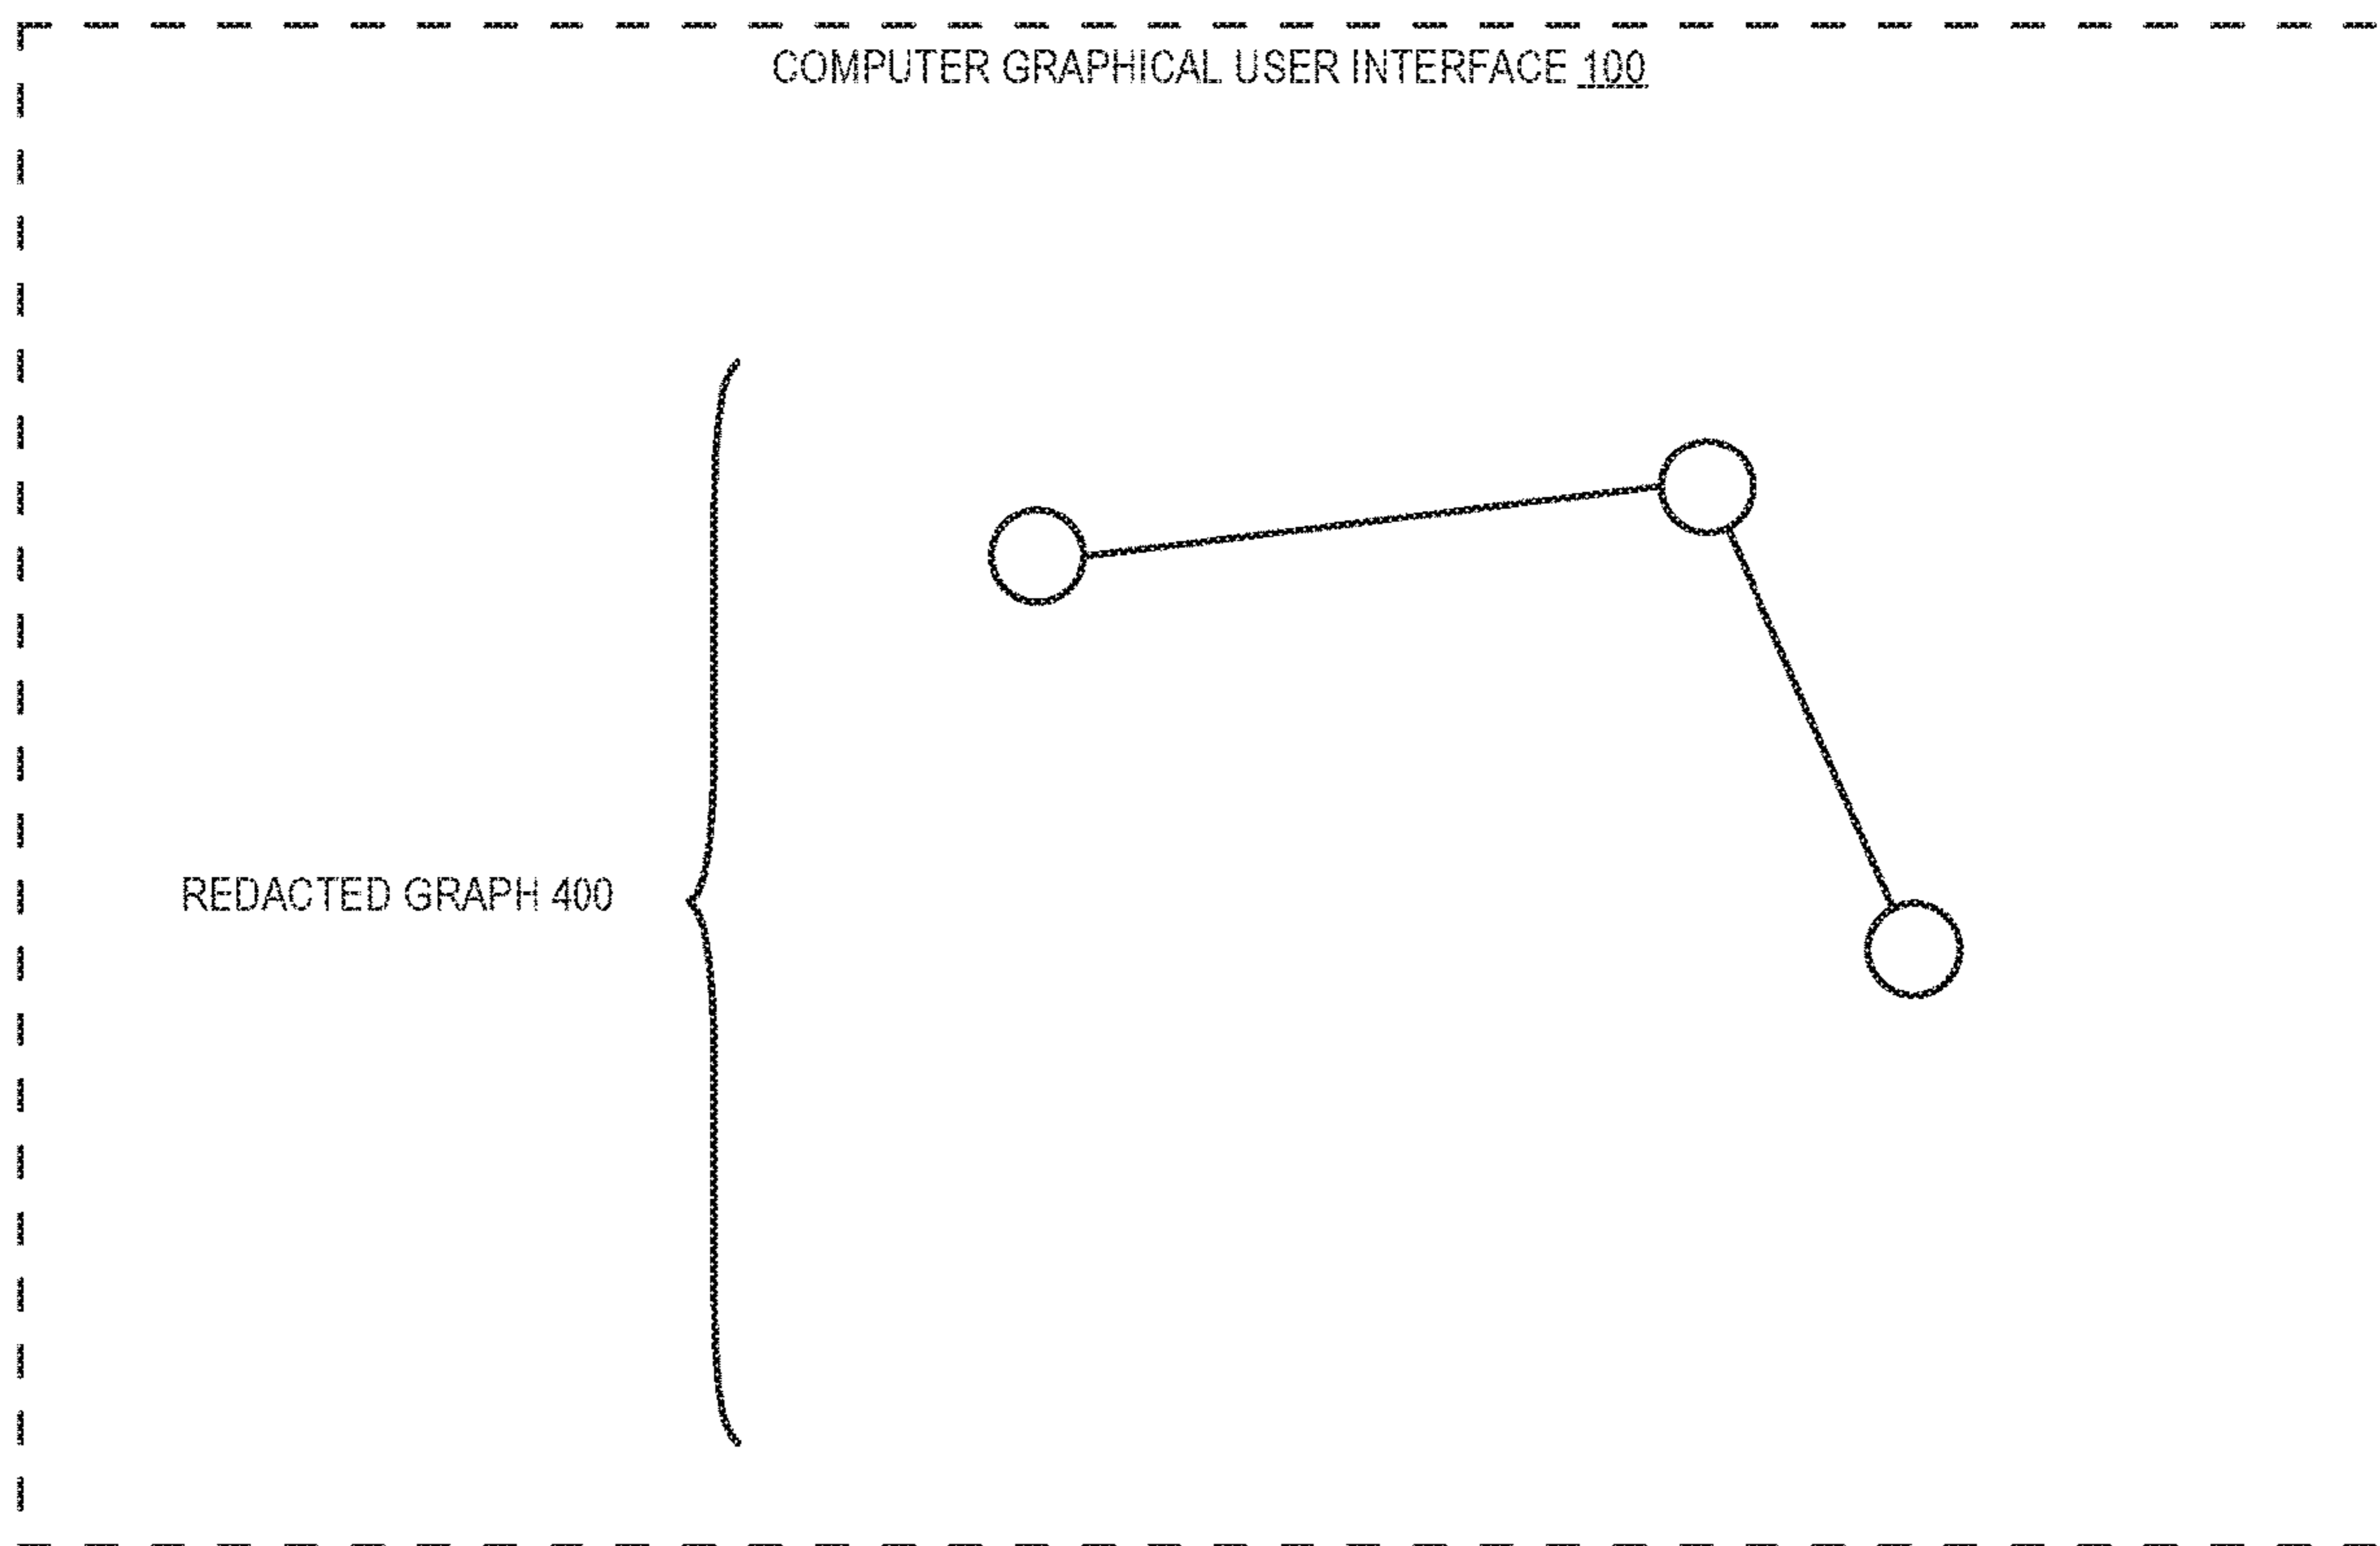 COMPUTER GRAPHICAL USER INTERFACE 100
REDACTED GRAPH 400